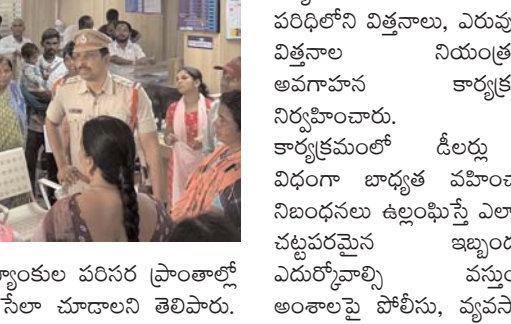 పరిధిలోని విత్తనాలు, ఎరువు
విత్తనాల నియంత్ర
అవగాహన కార్యక్ర
నిర్వహించారు.
కార్యక్రమంలో డీలర్లు
విధంగా బాధ్యత వహించ
నిబంధనలు ఉల్లంఘిస్తే ఎలా
చట్టపరమైన ఇబ్బంద
ఎదుర్కోవాల్సి వస్తుం
అంశాలపై పోలీసు, వ్యవసా
్యాంకుల పరిసర ప్రాంతాల్లో
సేలా చూడాలని తెలిపారు.